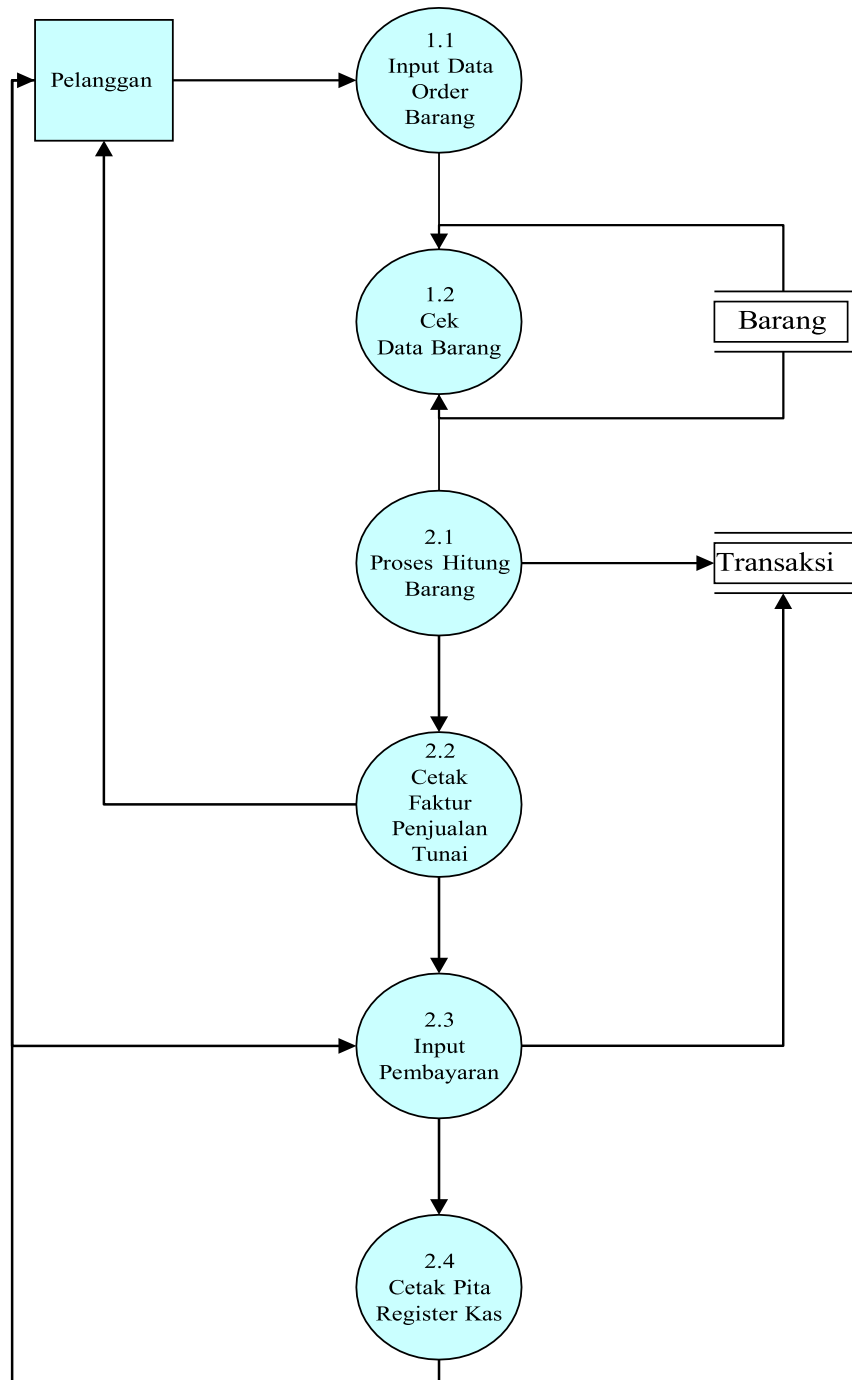 Pelanggan
1.1
Input Data
Order
Barang
1.2
Cek
Data Barang
Barang
2.1
Proses Hitung
Barang
Transaksi
2.2
Cetak
Faktur
Penjualan
Tunai
2.3
Input
Pembayaran
2.4
Cetak Pita
Register Kas